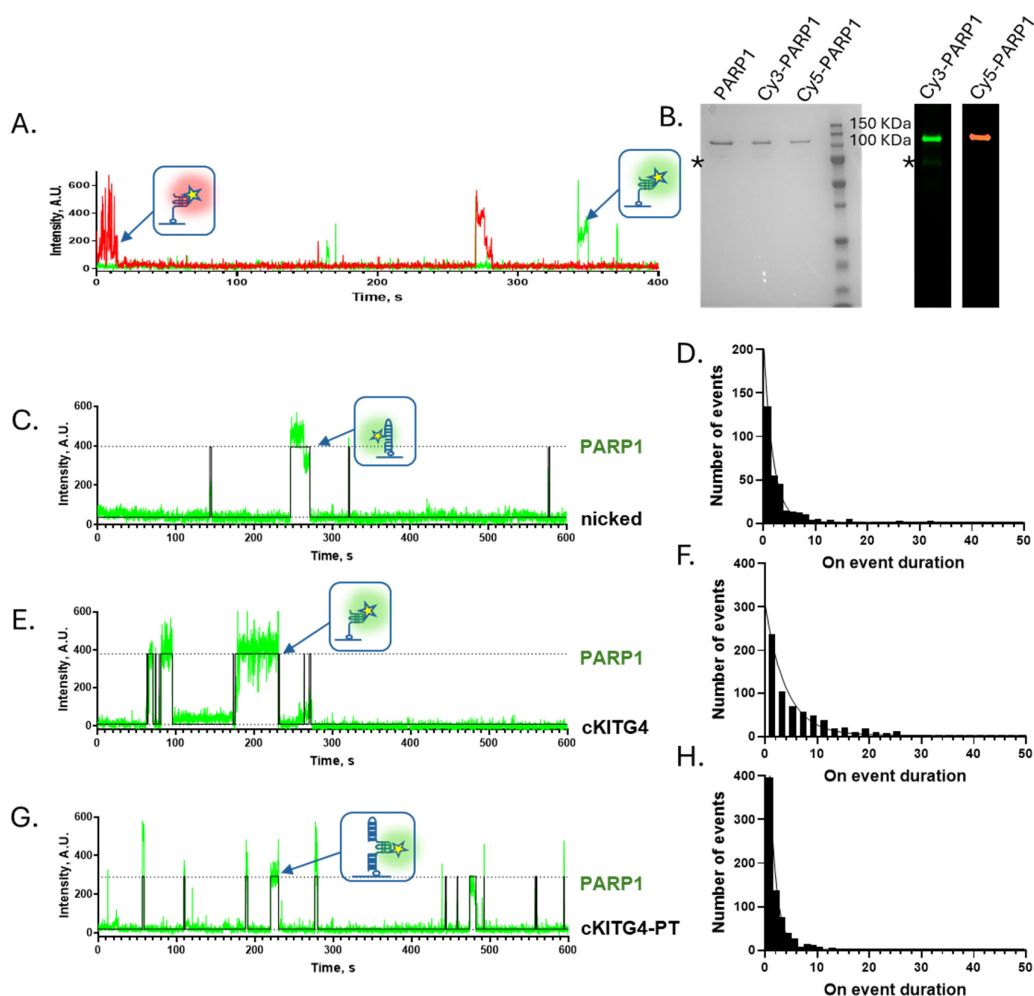 A.
Intensity, A.U.
600
400
200
0
0 100 200 300 400
Time, s
B.
PARP1
Cy3-PARP1
Cy5-PARP1
150 KDa
100 KDa
*
Cy3-PARP1
Cy5-PARP1
*
C.
Intensity, A.U.
600
400
200
0
0 100 200 300 400 500 600
Time, s
PARP1
nicked
D.
Number of events
200
150
100
50
0
0 10 20 30 40 50
On event duration
E.
Intensity, A.U.
600
400
200
0
0 100 200 300 400 500 600
Time, s
PARP1
cKITG4
F.
Number of events
400
300
200
100
0
0 10 20 30 40 50
On event duration
G.
Intensity, A.U.
600
400
200
0
0 100 200 300 400 500 600
Time, s
PARP1
cKITG4-PT
H.
Number of events
400
300
200
100
0
0 10 20 30 40 50
On event duration